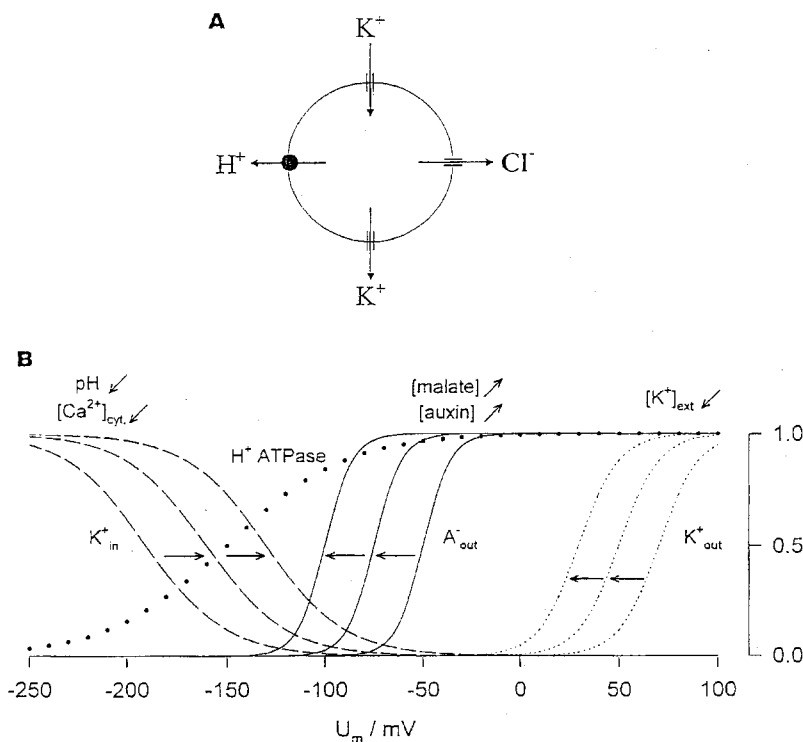 A
K⁺
H⁺
Cl⁻
K⁺
B
pH ↙
[Ca²⁺]cyt. ↙
[malate] ↗
[auxin] ↗
[K⁺]ext ↙
H⁺ ATPase
K⁺in
A⁻out
K⁺out
1.0
0.5
0.0
-250 -200 -150 -100 -50 0 50 100
Um / mV